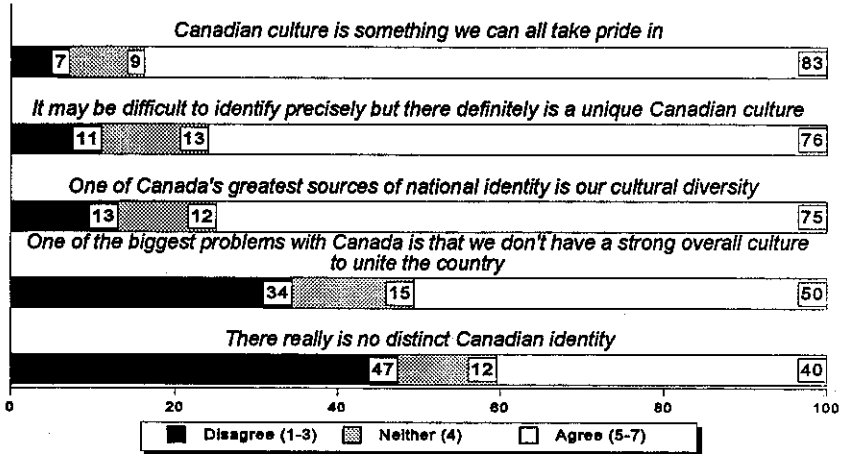 Canadian culture is something we can all take pride in
7 9 83
It may be difficult to identify precisely but there definitely is a unique Canadian culture
11 13 76
One of Canada's greatest sources of national identity is our cultural diversity
13 12 75
One of the biggest problems with Canada is that we don't have a strong overall culture
to unite the country
34 15 50
There really is no distinct Canadian identity
47 12 40
0 20 40 60 80 100
Disagree (1-3) Neither (4) Agree (5-7)